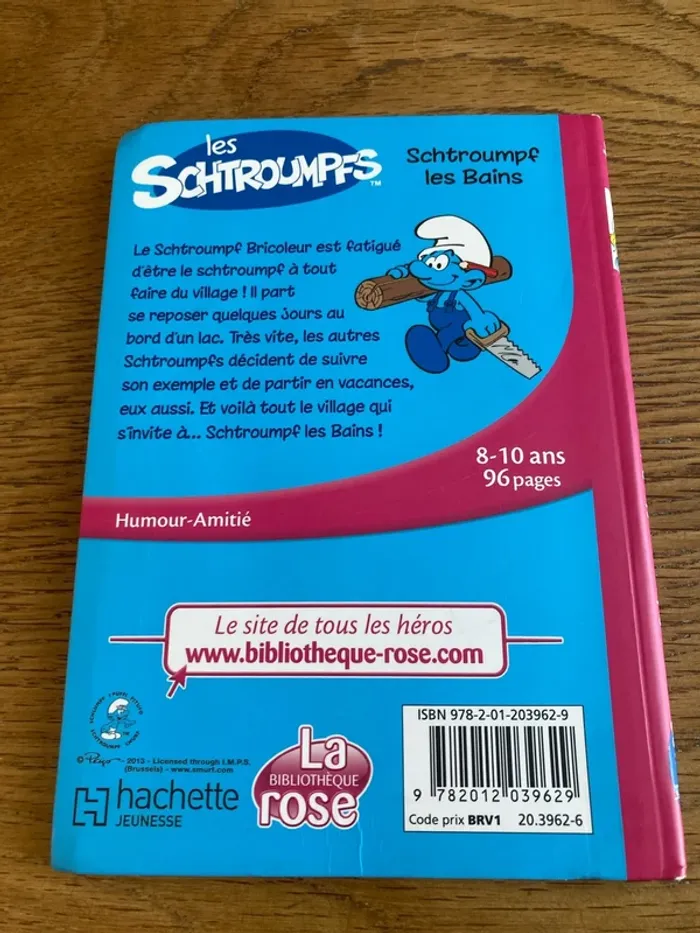 les
SCHTROUMPFS
TM
Schtroumpf
les Bains
Le Schtroumpf Bricoleur est fatigué
d'être le schtroumpf à tout
faire du village ! Il part
se reposer quelques jours au
bord d'un lac. Très vite, les autres
Schtroumpfs décident de suivre
son exemple et de partir en vacances,
eux aussi. Et voilà tout le village qui
s'invite à... Schtroumpf les Bains !
8-10 ans
96 pages
Humour-Amitié
Le site de tous les héros
www.bibliotheque-rose.com
© Peyo - 2013 - Licensed through I.M.P.S.
(Brussels) - www.smurf.com
hachette
JEUNESSE
La
BIBLIOTHÈQUE
rose
ISBN 978-2-01-203962-9
9 782012 039629
Code prix BRV1 20.3962-6